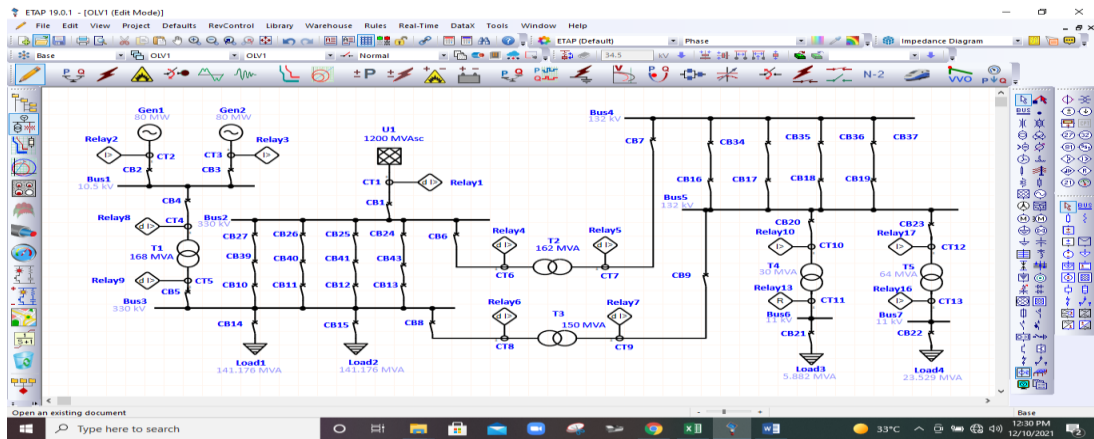 ETAP 19.0.1 - [OLV1 (Edit Mode)]
File Edit View Project Defaults RevControl Library Warehouse Rules Real-Time DataX Tools Window Help
ETAP (Default) Phase Impedance Diagram
Base OLV1 OLV1 Normal 34.5 kV
N-2 VVO
Gen1
80 MW
Gen2
80 MW
Relay2
CT2
CT3
Relay3
CB2
CB3
Bus1
10.5 kV
U1
1200 MVAsc
CT1
Relay1
CB1
Bus4
132 kV
CB7
CB34
CB35
CB36
CB37
CB16
CB17
CB18
CB19
Bus5
132 kV
CB4
Relay8
CT4
Bus2
330 kV
T1
168 MVA
Relay9
CT5
CB5
Bus3
330 kV
CB27
CB26
CB25
CB24
CB6
CB39
CB40
CB41
CB43
CB10
CB11
CB12
CB13
Relay4
T2
162 MVA
Relay5
CT6
CT7
CB9
CB20
Relay10
CT10
T4
30 MVA
Relay13
CT11
Bus6
11 kV
CB21
Load3
5.882 MVA
CB23
Relay17
CT12
T5
64 MVA
Relay16
CT13
Bus7
11 kV
CB22
Load4
23.529 MVA
CB14
CB15
CB8
Relay6
T3
150 MVA
Relay7
CT8
CT9
Load1
141.176 MVA
Load2
141.176 MVA
BUS
BUS
Open an existing document
Base
Type here to search
33°C
12:30 PM
12/10/2021